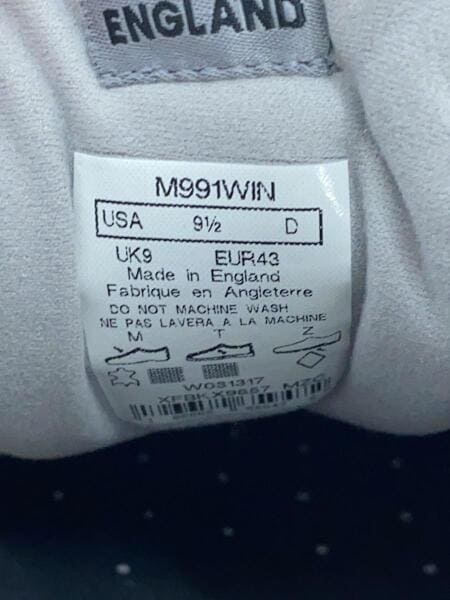 ENGLAND
M991WIN
USA 9½ D
UK9 EUR43
Made in England
Fabrique en Angleterre
DO NOT MACHINE WASH
NE PAS LAVERA A LA MACHINE
M T Z
W031317
XFBKX9857